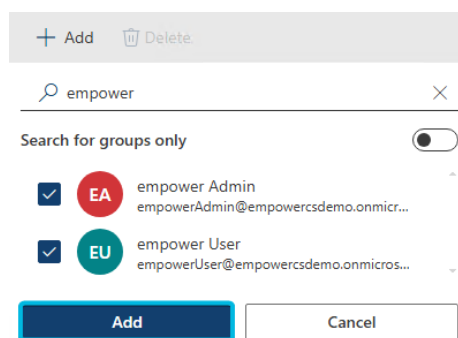 + Add Delete
empower
Search for groups only
EA empower Admin
empowerAdmin@empowercsdemo.onmicr...
EU empower User
empowerUser@empowercsdemo.onmicros...
Add Cancel